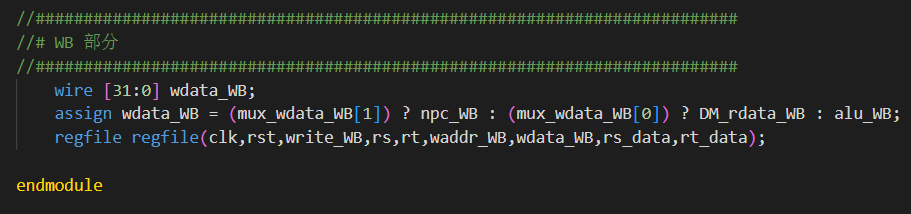 //#########################################################################
//# WB 部分
//#########################################################################
wire [31:0] wdata_WB;
assign wdata_WB = (mux_wdata_WB[1]) ? npc_WB : (mux_wdata_WB[0]) ? DM_rdata_WB : alu_WB;
regfile regfile(clk,rst,write_WB,rs,rt,waddr_WB,wdata_WB,rs_data,rt_data);
endmodule